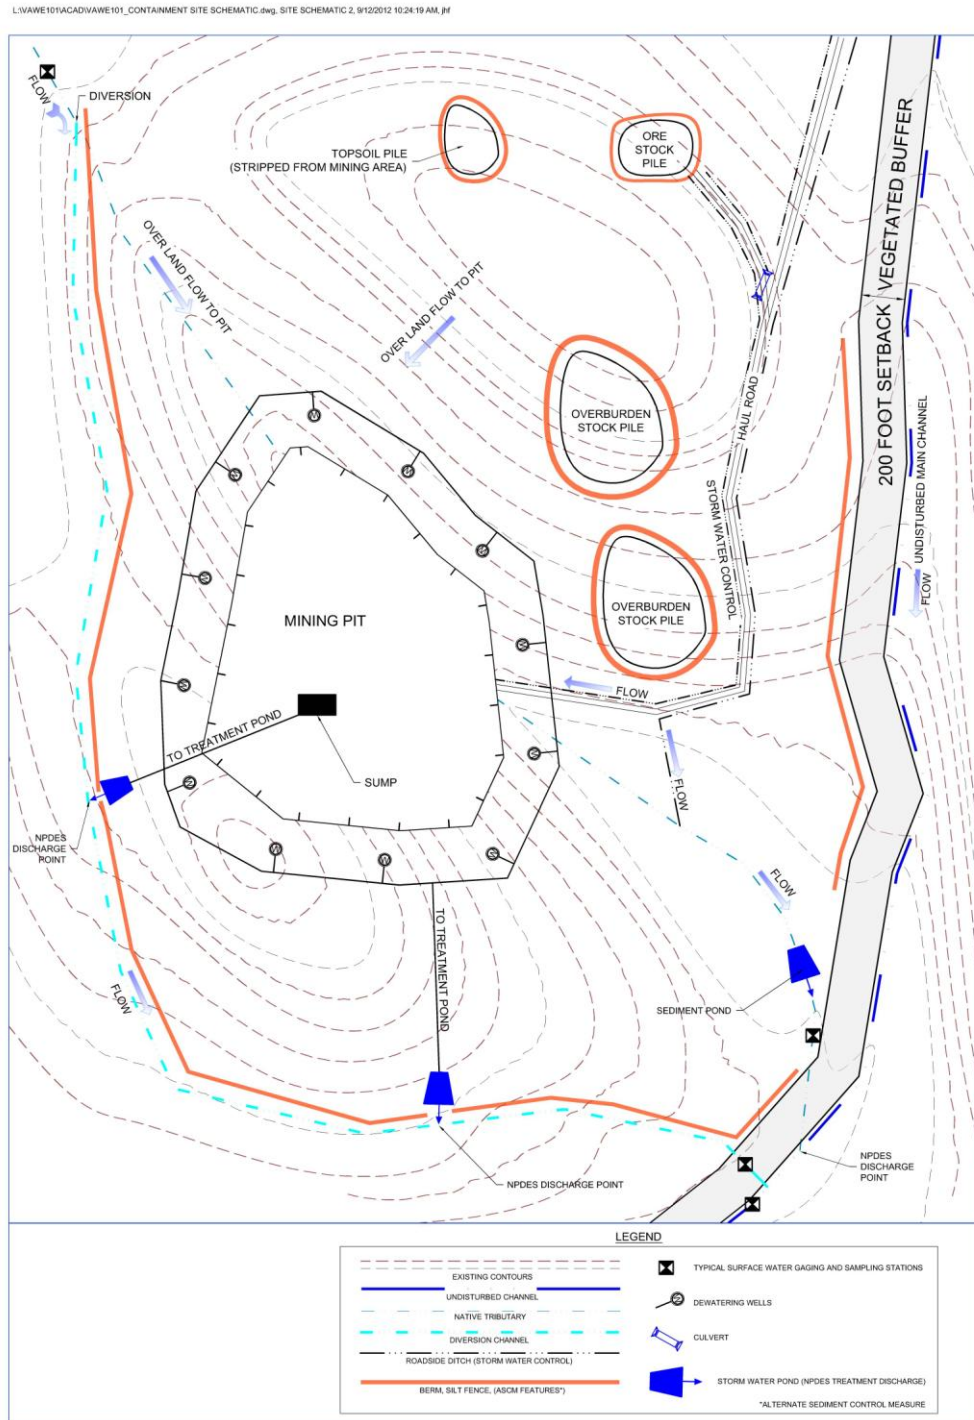 L:\VAWE101\ACAD\VAWE101_CONTAINMENT SITE SCHEMATIC.dwg, SITE SCHEMATIC 2, 9/12/2012 10:24:19 AM, jhf
FLOW
DIVERSION
TOPSOIL PILE
(STRIPPED FROM MINING AREA)
ORE
STOCK
PILE
200 FOOT SETBACK VEGETATED BUFFER
OVER LAND FLOW TO PIT
OVER LAND FLOW TO PIT
HAUL ROAD
OVERBURDEN
STOCK PILE
UNDISTURBED MAIN CHANNEL
FLOW
STORM WATER CONTROL
OVERBURDEN
STOCK PILE
MINING PIT
FLOW
TO TREATMENT POND
SUMP
FLOW
NPDES
DISCHARGE
POINT
FLOW
TO TREATMENT POND
FLOW
SEDIMENT POND
NPDES DISCHARGE POINT
NPDES
DISCHARGE
POINT
LEGEND
EXISTING CONTOURS
UNDISTURBED CHANNEL
NATIVE TRIBUTARY
DIVERSION CHANNEL
ROADSIDE DITCH (STORM WATER CONTROL)
BERM, SILT FENCE, (ASCM FEATURES*)
TYPICAL SURFACE WATER GAGING AND SAMPLING STATIONS
DEWATERING WELLS
CULVERT
STORM WATER POND (NPDES TREATMENT DISCHARGE)
*ALTERNATE SEDIMENT CONTROL MEASURE